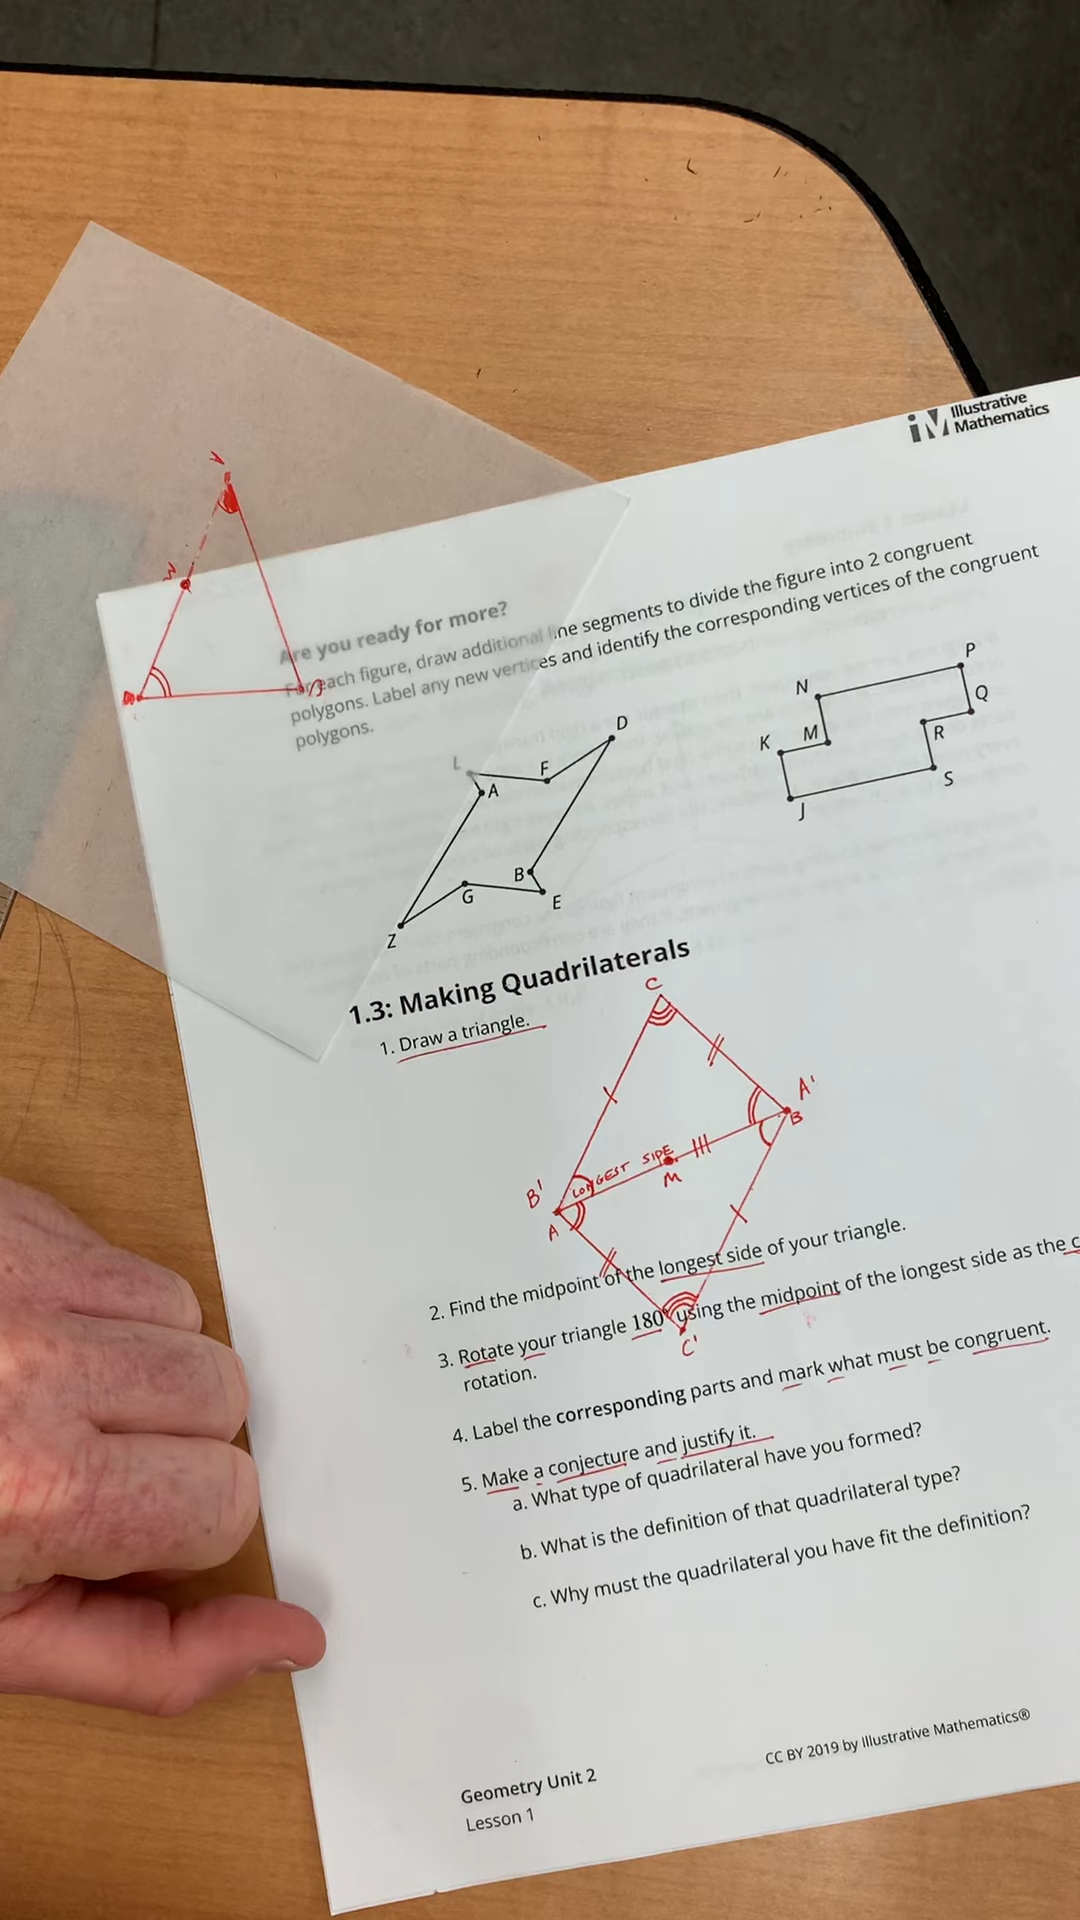 Illustrative
Mathematics
Are you ready for more?
For each figure, draw additional line segments to divide the figure into 2 congruent
polygons. Label any new vertices and identify the corresponding vertices of the congruent
polygons.
L
A
F
D
B
E
G
Z
N
P
Q
R
S
M
K
J
1.3: Making Quadrilaterals
1. Draw a triangle.
C
A'
B
LONGEST SIDE
M
B'
A
C'
2. Find the midpoint of the longest side of your triangle.
3. Rotate your triangle 180° using the midpoint of the longest side as the
rotation.
4. Label the corresponding parts and mark what must be congruent.
5. Make a conjecture and justify it.
a. What type of quadrilateral have you formed?
b. What is the definition of that quadrilateral type?
c. Why must the quadrilateral you have fit the definition?
Geometry Unit 2
Lesson 1
CC BY 2019 by Illustrative Mathematics®